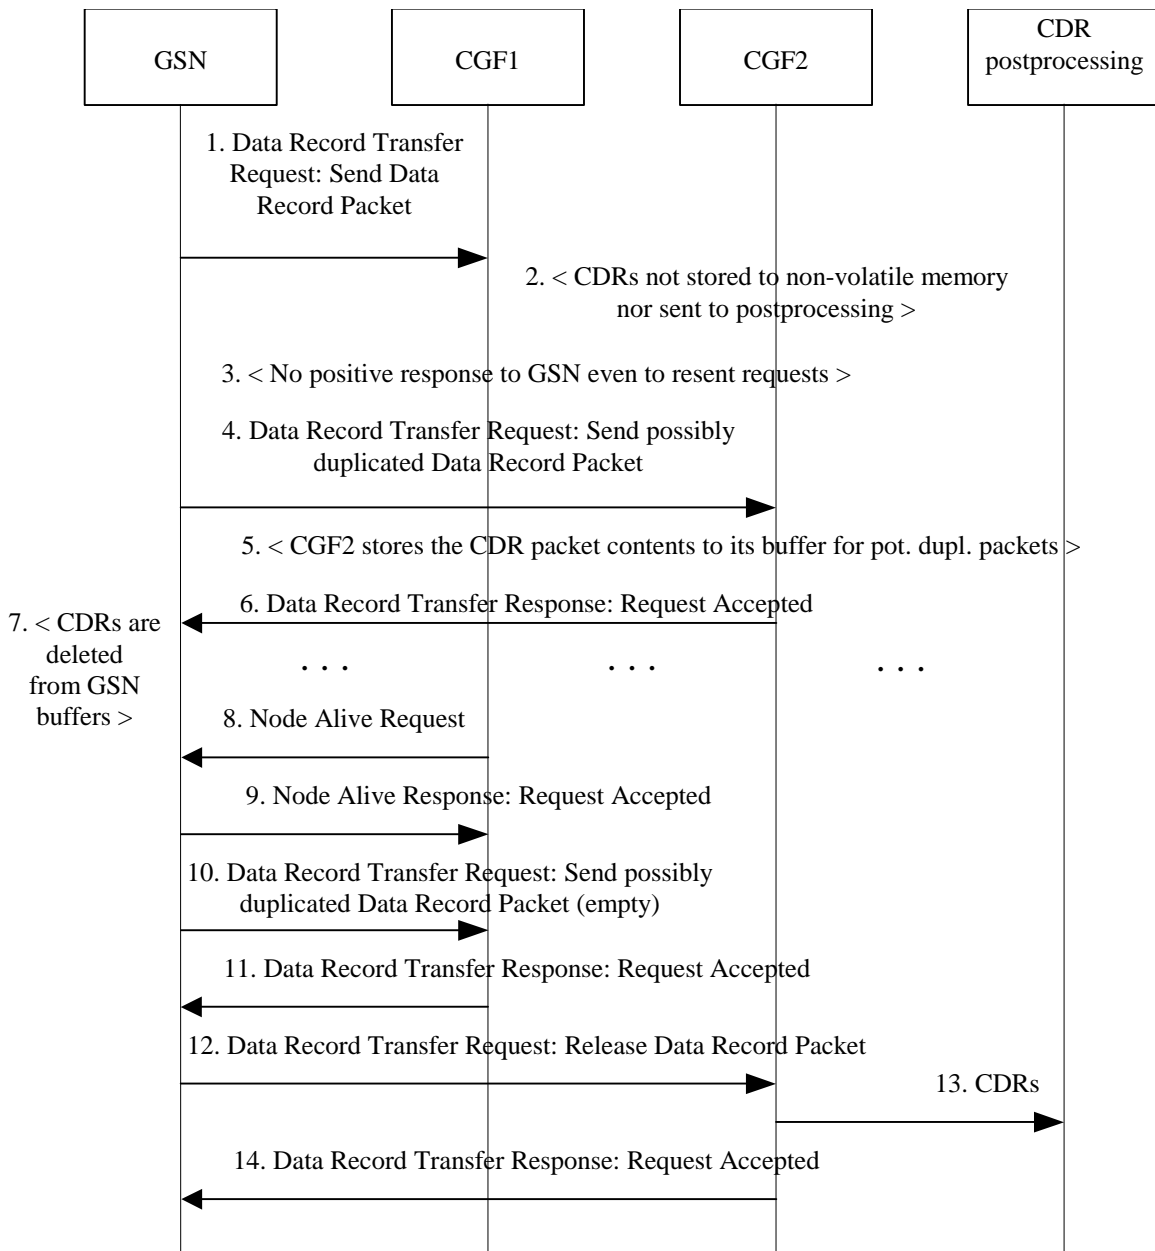 GSN
CGF1
CGF2
CDR
postprocessing
1. Data Record Transfer
Request: Send Data
Record Packet
2. < CDRs not stored to non-volatile memory
nor sent to postprocessing >
3. < No positive response to GSN even to resent requests >
4. Data Record Transfer Request: Send possibly
duplicated Data Record Packet
5. < CGF2 stores the CDR packet contents to its buffer for pot. dupl. packets >
6. Data Record Transfer Response: Request Accepted
7. < CDRs are
deleted
from GSN
buffers >
. . .
. . .
. . .
8. Node Alive Request
9. Node Alive Response: Request Accepted
10. Data Record Transfer Request: Send possibly
duplicated Data Record Packet (empty)
11. Data Record Transfer Response: Request Accepted
12. Data Record Transfer Request: Release Data Record Packet
13. CDRs
14. Data Record Transfer Response: Request Accepted